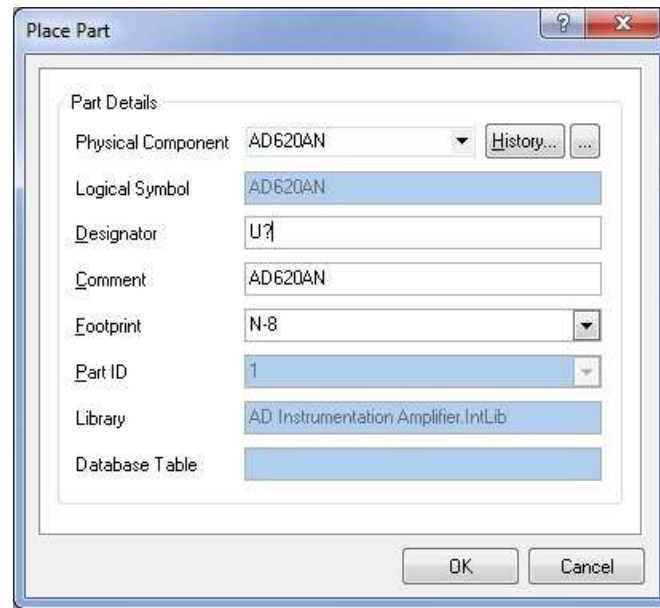 Place Part
?
Part Details
Physical Component AD620AN History... ...
Logical Symbol AD620AN
Designator U?
Comment AD620AN
Footprint N-8
Part ID 1
Library AD Instrumentation Amplifier.IntLib
Database Table
OK Cancel